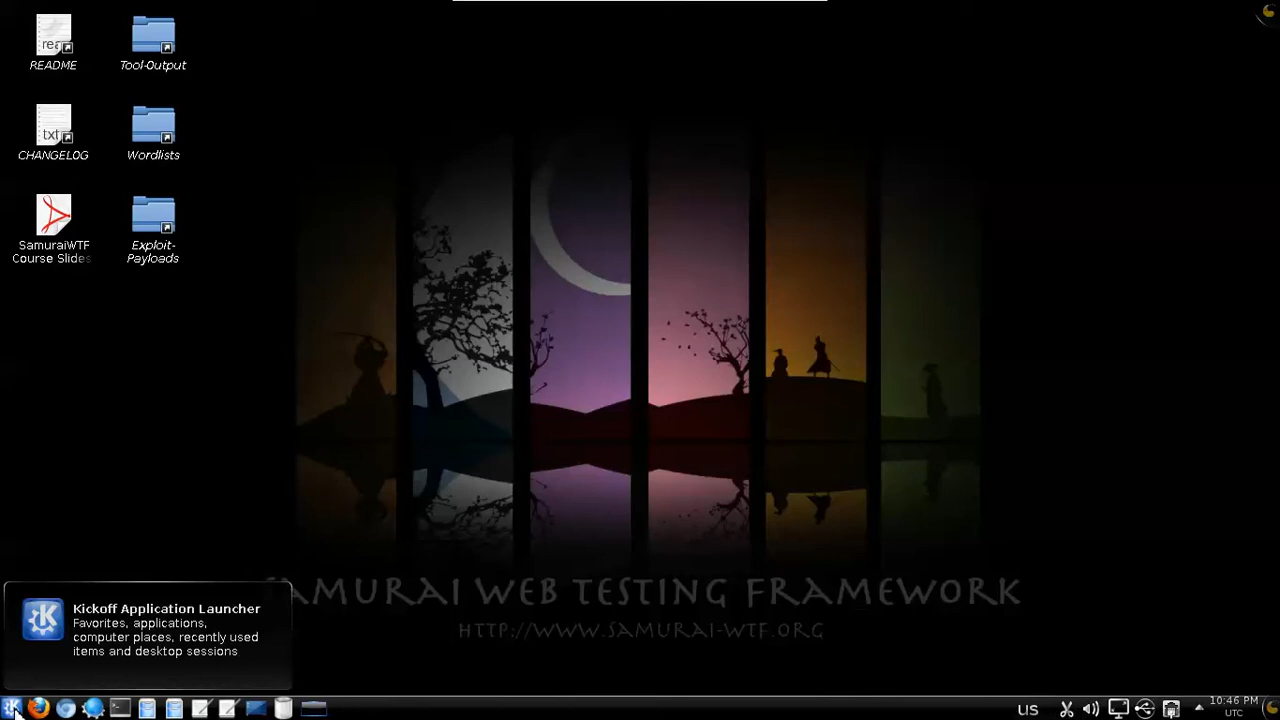 README
Tool-Output
CHANGELOG
Wordlists
SamuraiWTF
Course Slides
Exploit-
Payloads
SAMURAI WEB TESTING FRAMEWORK
HTTP://WWW.SAMURAI-WTF.ORG
Kickoff Application Launcher
Favorites, applications,
computer places, recently used
items and desktop sessions
US
10:46 PM
UTC